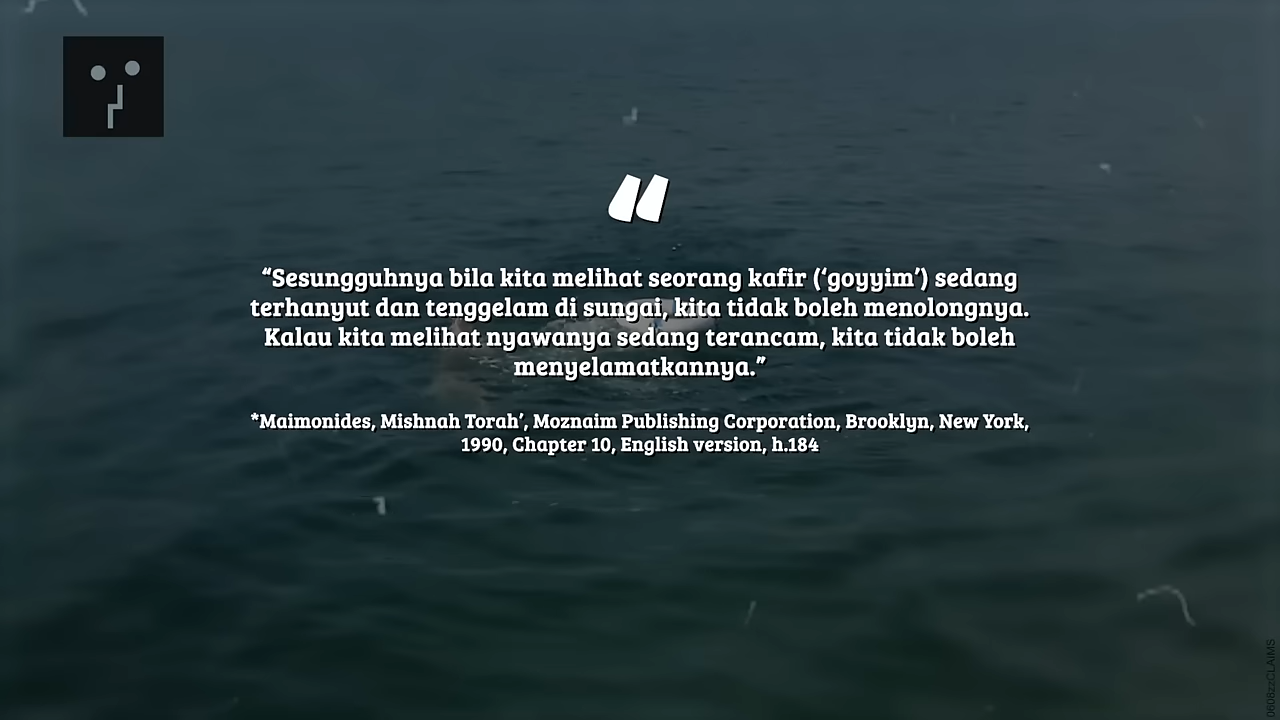 “Sesungguhnya bila kita melihat seorang kafir (‘goyyim’) sedang
terhanyut dan tenggelam di sungai, kita tidak boleh menolongnya.
Kalau kita melihat nyawanya sedang terancam, kita tidak boleh
menyelamatkannya.”
*Maimonides, Mishnah Torah’, Moznaim Publishing Corporation, Brooklyn, New York,
1990, Chapter 10, English version, h.184
0608zzCLAIMS